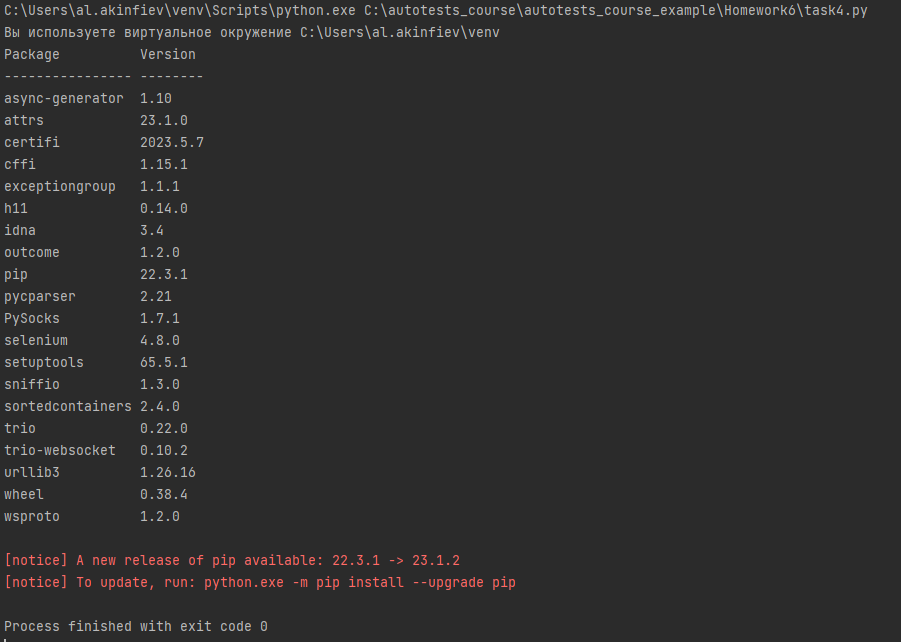 C:\Users\al.akinfiev\venv\Scripts\python.exe C:\autotests_course\autotests_course_example\Homework6\task4.py
Вы используете виртуальное окружение C:\Users\al.akinfiev\venv
Package          Version
---------------- --------
async-generator  1.10
attrs            23.1.0
certifi          2023.5.7
cffi             1.15.1
exceptiongroup   1.1.1
h11              0.14.0
idna             3.4
outcome          1.2.0
pip              22.3.1
pycparser        2.21
PySocks          1.7.1
selenium         4.8.0
setuptools       65.5.1
sniffio          1.3.0
sortedcontainers 2.4.0
trio             0.22.0
trio-websocket   0.10.2
urllib3          1.26.16
wheel            0.38.4
wsproto          1.2.0
[notice] A new release of pip available: 22.3.1 -> 23.1.2
[notice] To update, run: python.exe -m pip install --upgrade pip
Process finished with exit code 0